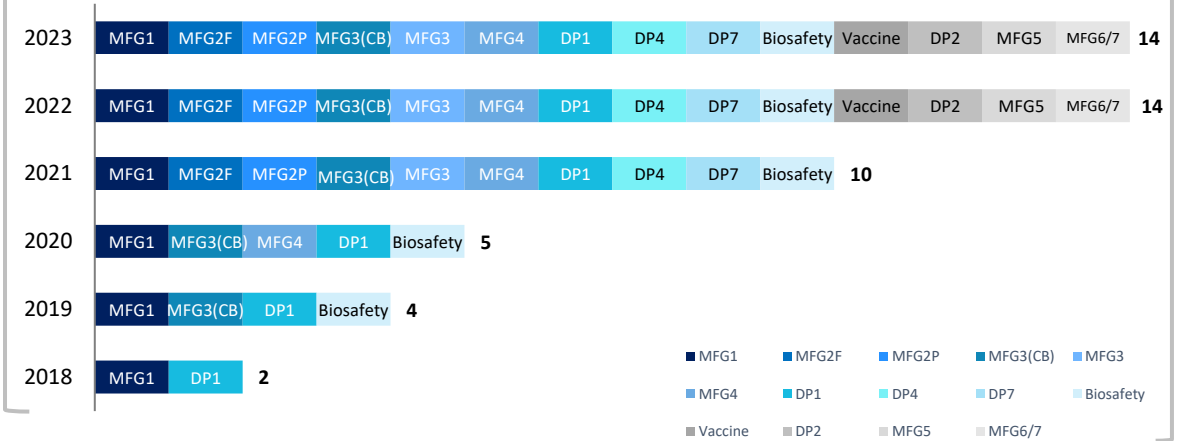 2023 MFG1 MFG2F MFG2P MFG3(CB) MFG3 MFG4 DP1 DP4 DP7 Biosafety Vaccine DP2 MFG5 MFG6/7 14
2022 MFG1 MFG2F MFG2P MFG3(CB) MFG3 MFG4 DP1 DP4 DP7 Biosafety Vaccine DP2 MFG5 MFG6/7 14
2021 MFG1 MFG2F MFG2P MFG3(CB) MFG3 MFG4 DP1 DP4 DP7 Biosafety 10
2020 MFG1 MFG3(CB) MFG4 DP1 Biosafety 5
2019 MFG1 MFG3(CB) DP1 Biosafety 4
2018 MFG1 DP1 2
MFG1 MFG2F MFG2P MFG3(CB) MFG3
MFG4 DP1 DP4 DP7 Biosafety
Vaccine DP2 MFG5 MFG6/7